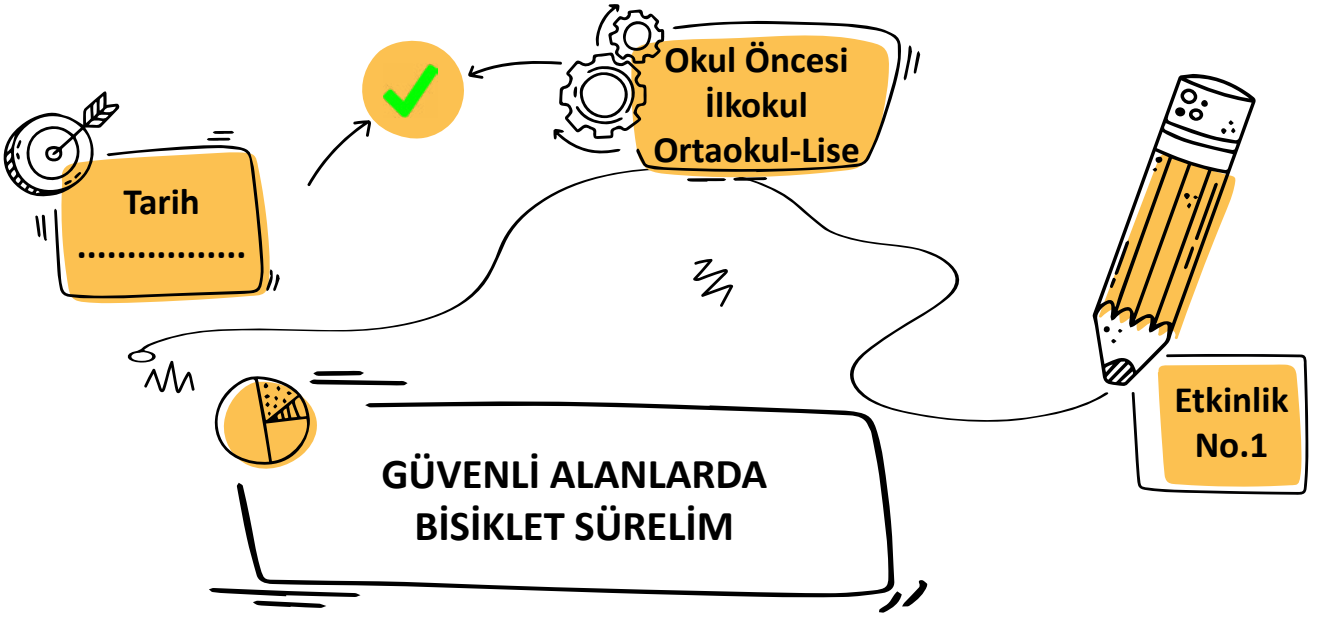 Okul Öncesi
İlkokul
Ortaokul-Lise
Tarih
.................
Etkinlik
No.1
GÜVENLİ ALANLARDA
BİSİKLET SÜRELİM